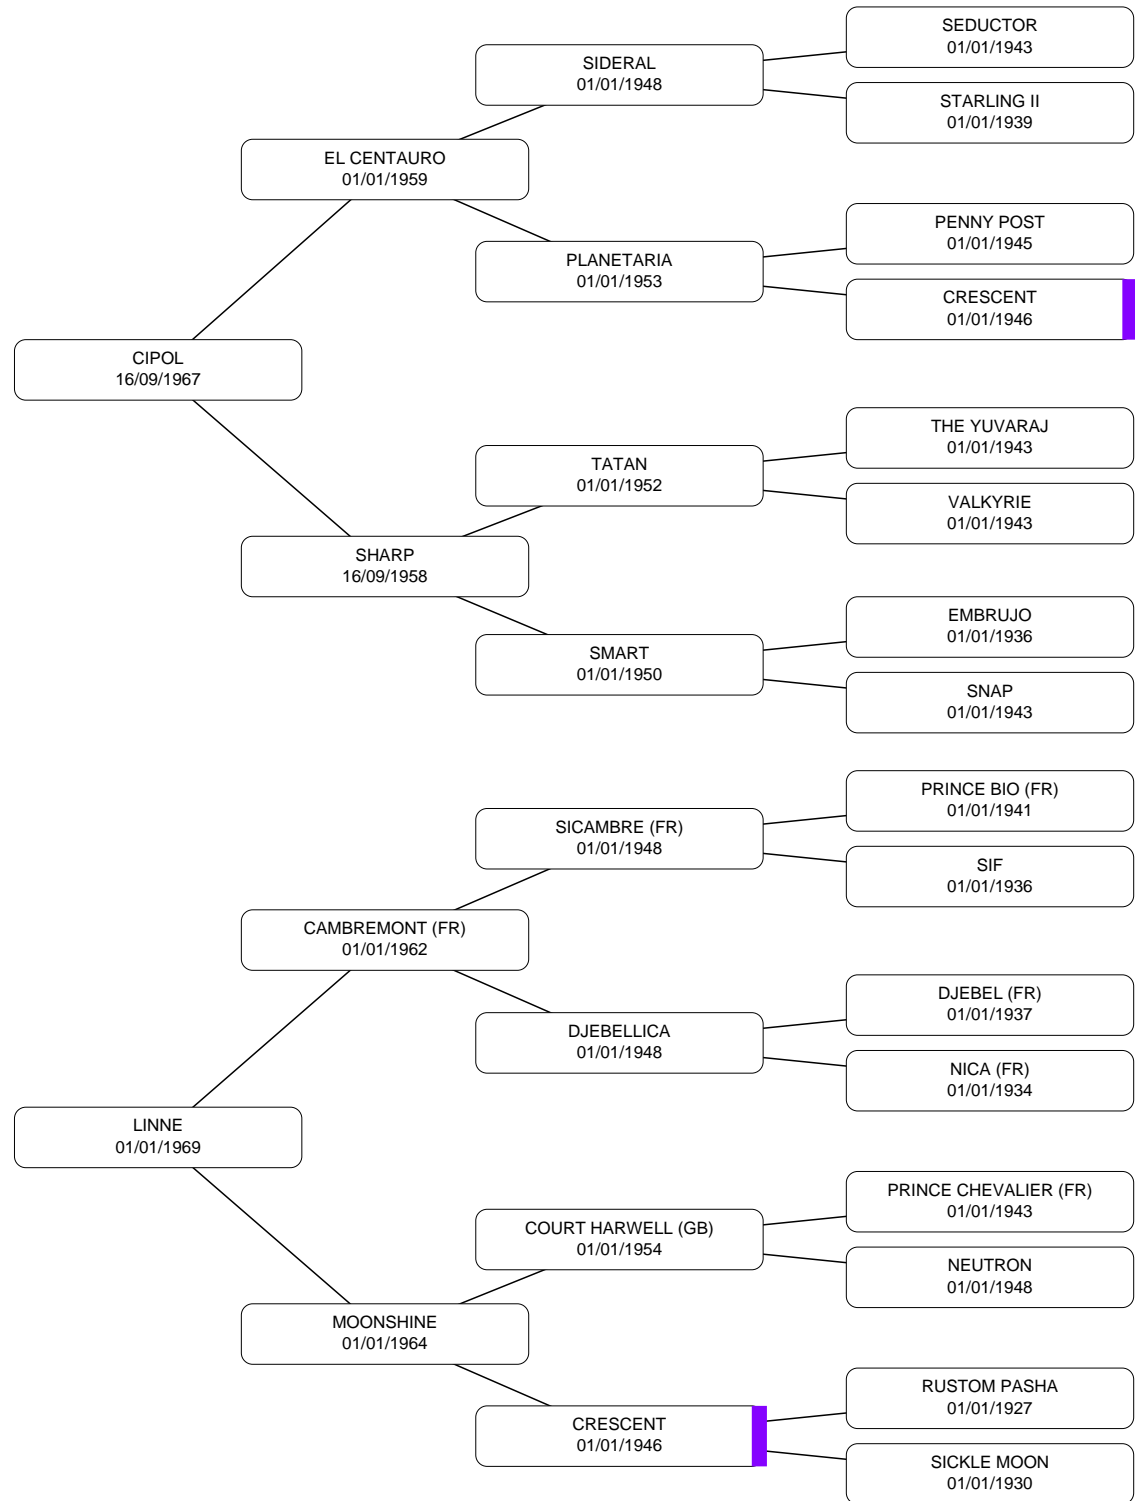 SEDUCTOR
01/01/1943
SIDERAL
01/01/1948
STARLING II
01/01/1939
EL CENTAURO
01/01/1959
PENNY POST
01/01/1945
PLANETARIA
01/01/1953
CRESCENT
01/01/1946
CIPOL
16/09/1967
THE YUVARAJ
01/01/1943
TATAN
01/01/1952
VALKYRIE
01/01/1943
SHARP
16/09/1958
EMBRUJO
01/01/1936
SMART
01/01/1950
SNAP
01/01/1943
PRINCE BIO (FR)
01/01/1941
SICAMBRE (FR)
01/01/1948
SIF
01/01/1936
CAMBREMONT (FR)
01/01/1962
DJEBEL (FR)
01/01/1937
DJEBELLICA
01/01/1948
NICA (FR)
01/01/1934
LINNE
01/01/1969
PRINCE CHEVALIER (FR)
01/01/1943
COURT HARWELL (GB)
01/01/1954
NEUTRON
01/01/1948
MOONSHINE
01/01/1964
RUSTOM PASHA
01/01/1927
CRESCENT
01/01/1946
SICKLE MOON
01/01/1930